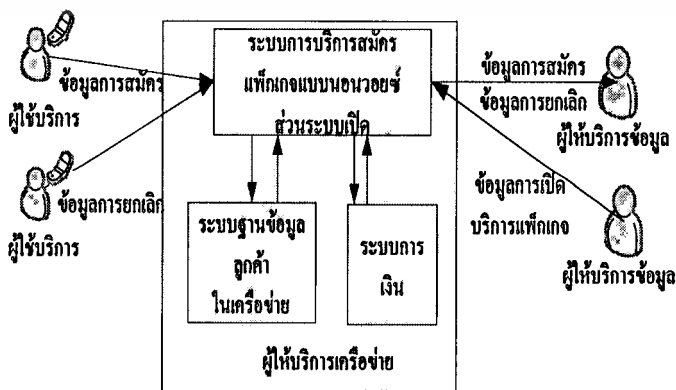 ระบบการบริการสมัคร
แพ็กเกจแบบนอนวอยซ์
ส่วนระบบเปิด
ข้อมูลการสมัคร
ผู้ใช้บริการ
ข้อมูลการยกเลิก
ผู้ใช้บริการ
ข้อมูลการสมัคร
ข้อมูลการยกเลิก
ผู้ให้บริการข้อมูล
ข้อมูลการเปิด
บริการแพ็กเกจ
ผู้ให้บริการข้อมูล
ระบบฐานข้อมูล
ลูกค้า
ในเครือข่าย
ระบบการ
เงิน
ผู้ให้บริการเครือข่าย